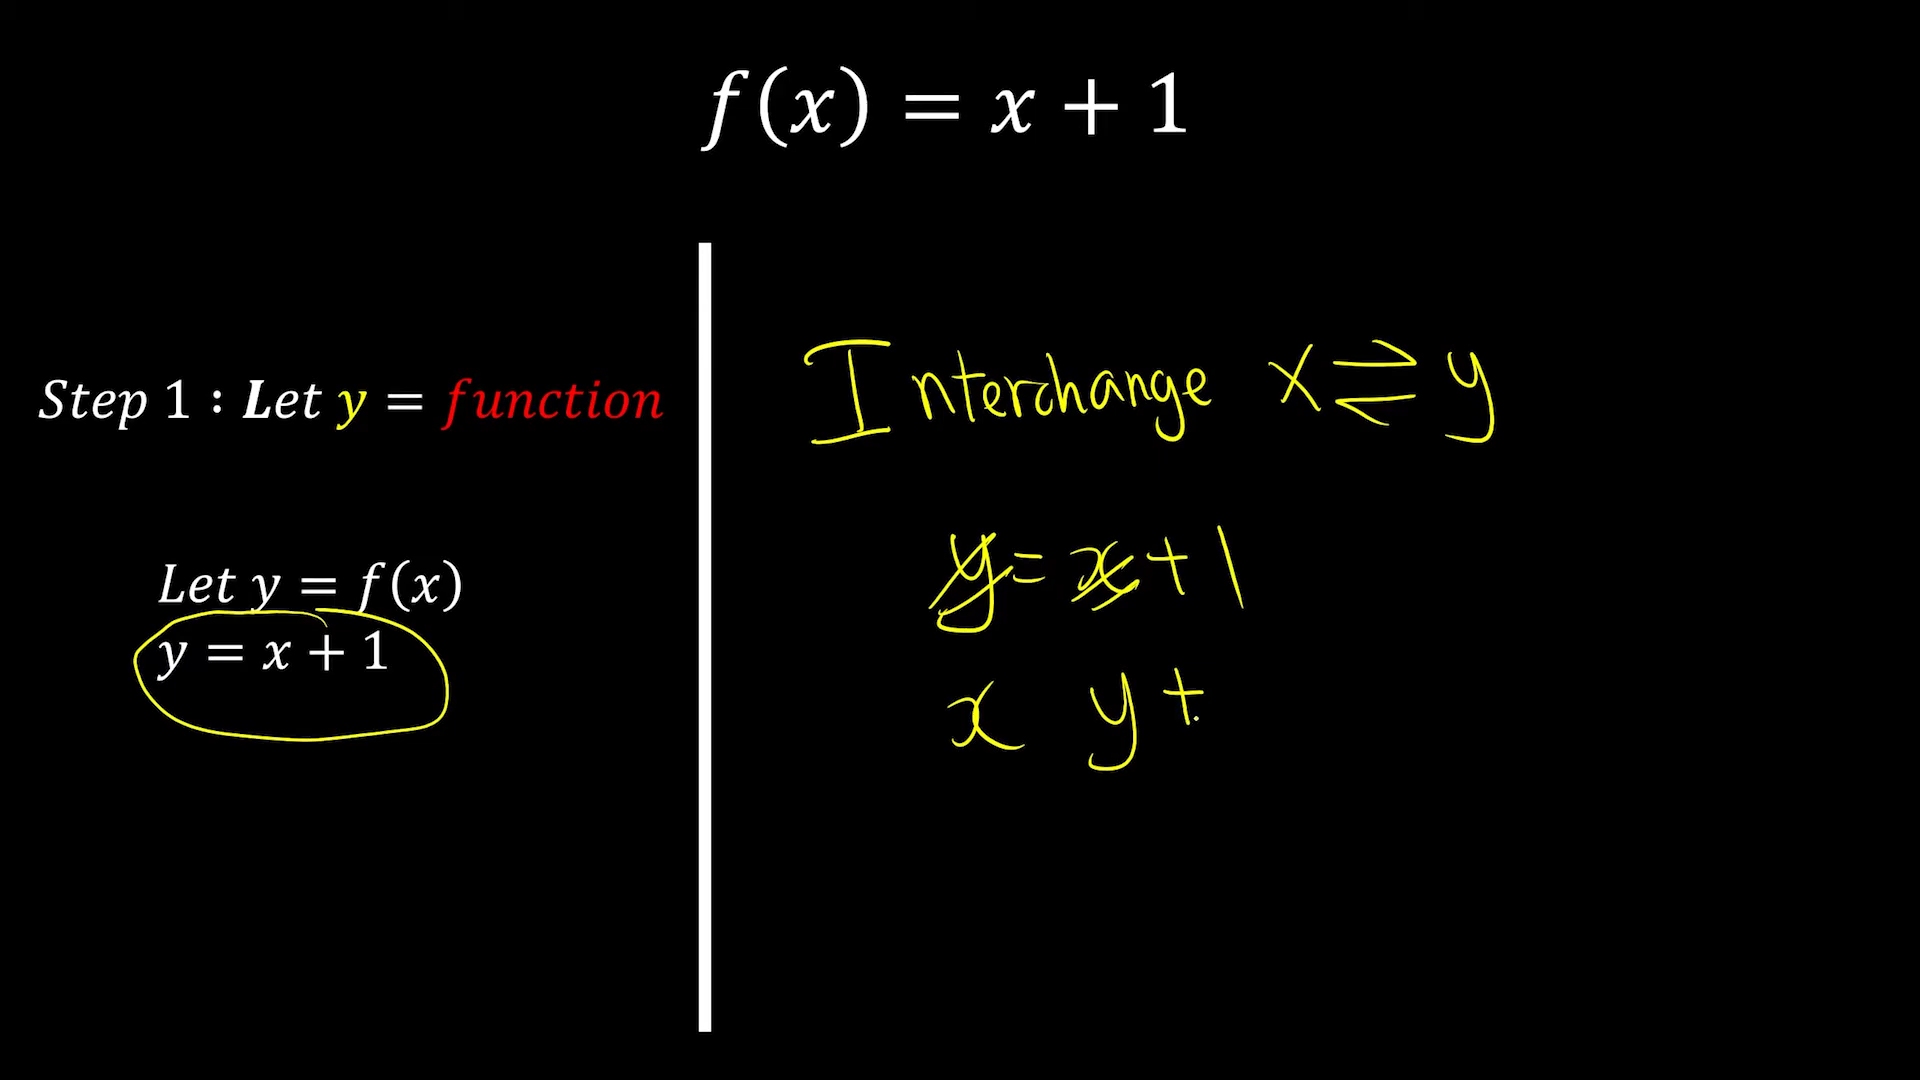 f(x) = x + 1
Step 1 : Let y = function
Let y = f(x)
y = x + 1
Interchange x ⇄ y
y = x + 1
x y +